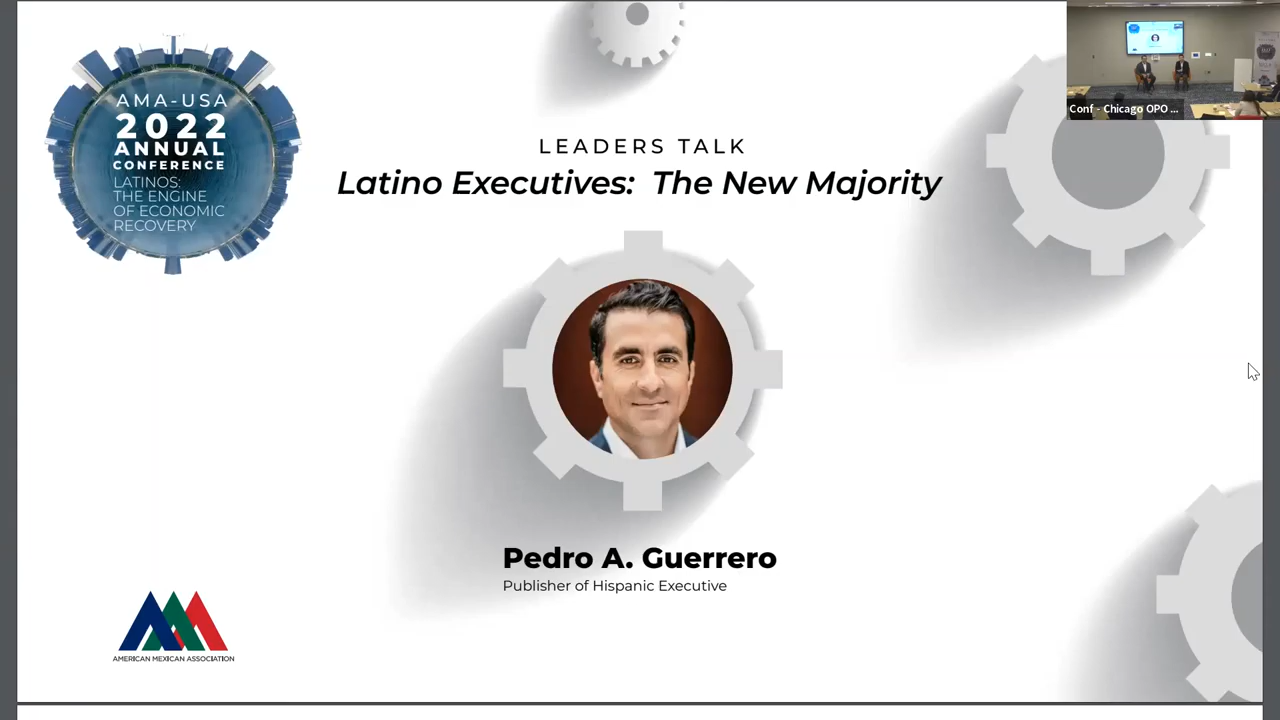 AMA-USA
2022
ANNUAL
CONFERENCE
LATINOS:
THE ENGINE
OF ECONOMIC
RECOVERY
LEADERS TALK
Latino Executives: The New Majority
Conf - Chicago OPO ...
Pedro A. Guerrero
Publisher of Hispanic Executive
AMERICAN MEXICAN ASSOCIATION